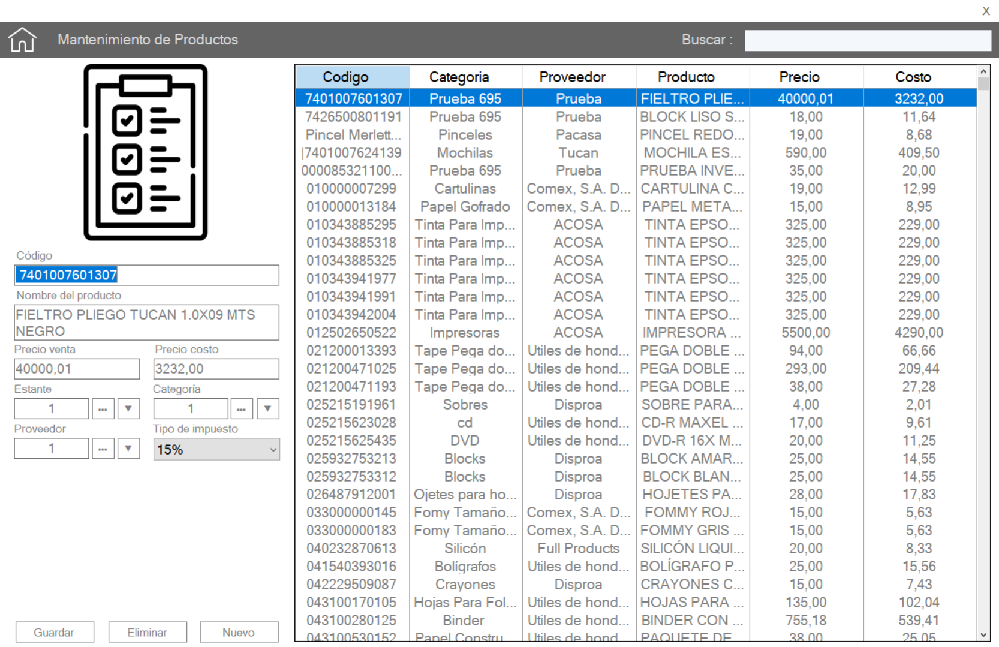 X
Mantenimiento de Productos
Buscar :
Código
7401007601307
Nombre del producto
FIELTRO PLIEGO TUCAN 1.0X09 MTS
NEGRO
Precio venta Precio costo
40000,01 3232,00
Estante Categoría
1 ... 1 ...
Proveedor Tipo de impuesto
1 ... 15%
Guardar Eliminar Nuevo
Codigo Categoria Proveedor Producto Precio Costo
7401007601307 Prueba 695 Prueba FIELTRO PLIE... 40000,01 3232,00
7426500801191 Prueba 695 Prueba BLOCK LISO S... 18,00 11,64
Pincel Merlett... Pinceles Pacasa PINCEL REDO... 19,00 8,68
|7401007624139 Mochilas Tucan MOCHILA ES... 590,00 409,50
000085321100... Prueba 695 Prueba PRUEBA INVE... 35,00 20,00
010000007299 Cartulinas Comex, S.A. D... CARTULINA C... 19,00 12,99
010000013184 Papel Gofrado Comex, S.A. D... PAPEL META... 15,00 8,95
010343885295 Tinta Para Imp... ACOSA TINTA EPSO... 325,00 229,00
010343885318 Tinta Para Imp... ACOSA TINTA EPSO... 325,00 229,00
010343885325 Tinta Para Imp... ACOSA TINTA EPSO... 325,00 229,00
010343941977 Tinta Para Imp... ACOSA TINTA EPSO... 325,00 229,00
010343941991 Tinta Para Imp... ACOSA TINTA EPSO... 325,00 229,00
010343942004 Tinta Para Imp... ACOSA TINTA EPSO... 325,00 229,00
012502650522 Impresoras ACOSA IMPRESORA ... 5500,00 4290,00
021200013393 Tape Pega do... Utiles de hond... PEGA DOBLE ... 94,00 66,66
021200471025 Tape Pega do... Utiles de hond... PEGA DOBLE ... 293,00 209,44
021200471193 Tape Pega do... Utiles de hond... PEGA DOBLE ... 38,00 27,28
025215191961 Sobres Disproa SOBRE PARA... 4,00 2,01
025215623028 cd Utiles de hond... CD-R MAXEL ... 17,00 9,61
025215625435 DVD Utiles de hond... DVD-R 16X M... 20,00 11,25
025932753213 Blocks Disproa BLOCK AMAR... 25,00 14,55
025932753312 Blocks Disproa BLOCK BLAN... 25,00 14,55
026487912001 Ojetes para ho... Disproa HOJETES PA... 28,00 17,83
033000000145 Fomy Tamaño... Comex, S.A. D... FOMMY ROJ... 15,00 5,63
033000000183 Fomy Tamaño... Comex, S.A. D... FOMMY GRIS ... 15,00 5,63
040232870613 Silicón Full Products SILICÓN LIQUI... 20,00 8,33
041540393016 Bolígrafos Utiles de hond... BOLÍGRAFO P... 25,00 15,56
042229509087 Crayones Disproa CRAYONES C... 15,00 7,43
043100170105 Hojas Para Fol... Utiles de hond... HOJAS PARA ... 135,00 102,04
043100280125 Binder Utiles de hond... BINDER CON ... 755,18 539,41
043100530152 Papel Constru... Utiles de hond... PAQUETE DE ... 38,00 25,05